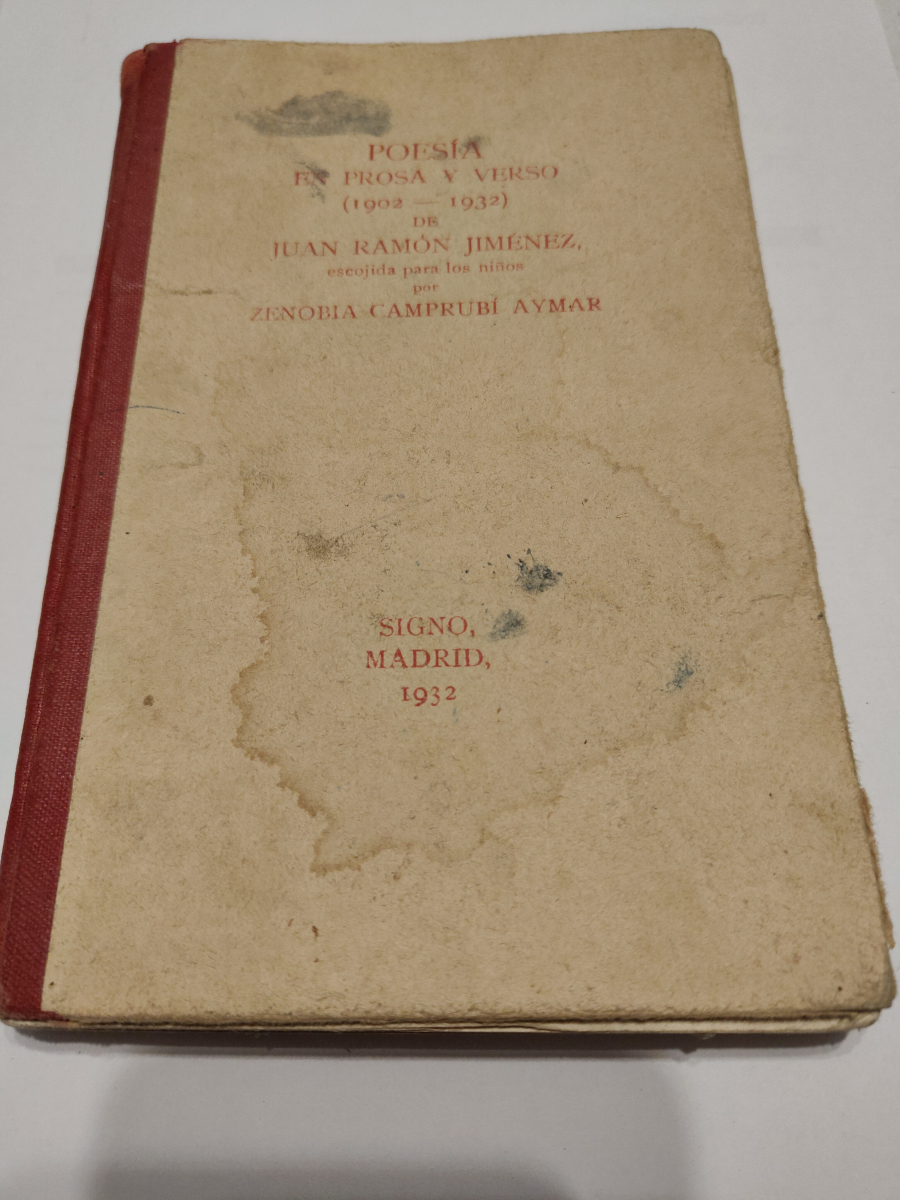 POESÍA
EN PROSA Y VERSO
(1902 — 1932)
DE
JUAN RAMÓN JIMÉNEZ,
escojida para los niños
por
ZENOBIA CAMPRUBÍ AYMAR
SIGNO,
MADRID,
1932